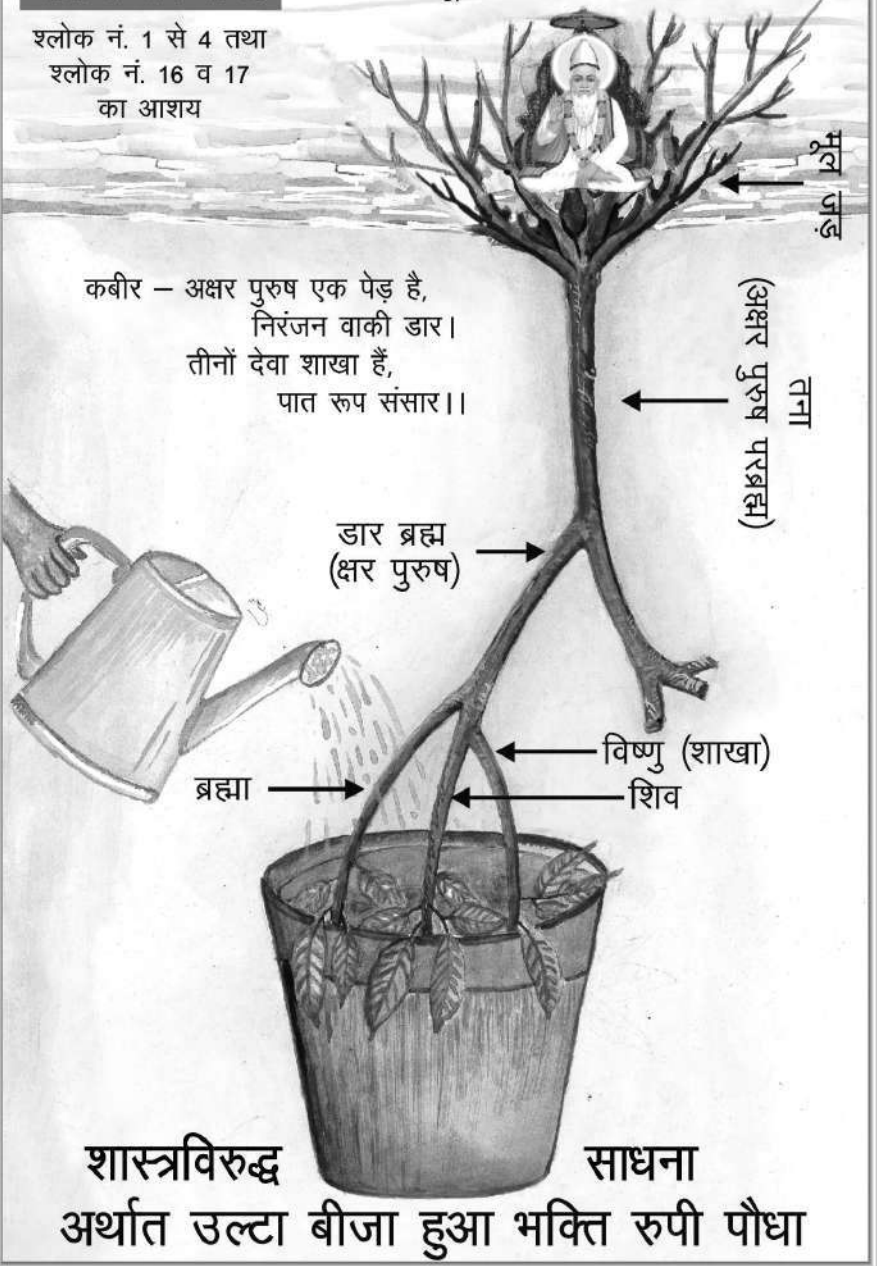 श्लोक नं. 1 से 4 तथा
श्लोक नं. 16 व 17
का आशय
मूल जड़
कबीर – अक्षर पुरुष एक पेड़ है,
निरंजन वाकी डार।
तीनों देवा शाखा हैं,
पात रूप संसार।।
तना
(अक्षर पुरुष परब्रह्म)
डार ब्रह्म
(क्षर पुरुष)
विष्णु (शाखा)
ब्रह्मा
शिव
शास्त्रविरुद्ध साधना
अर्थात उल्टा बीजा हुआ भक्ति रुपी पौधा